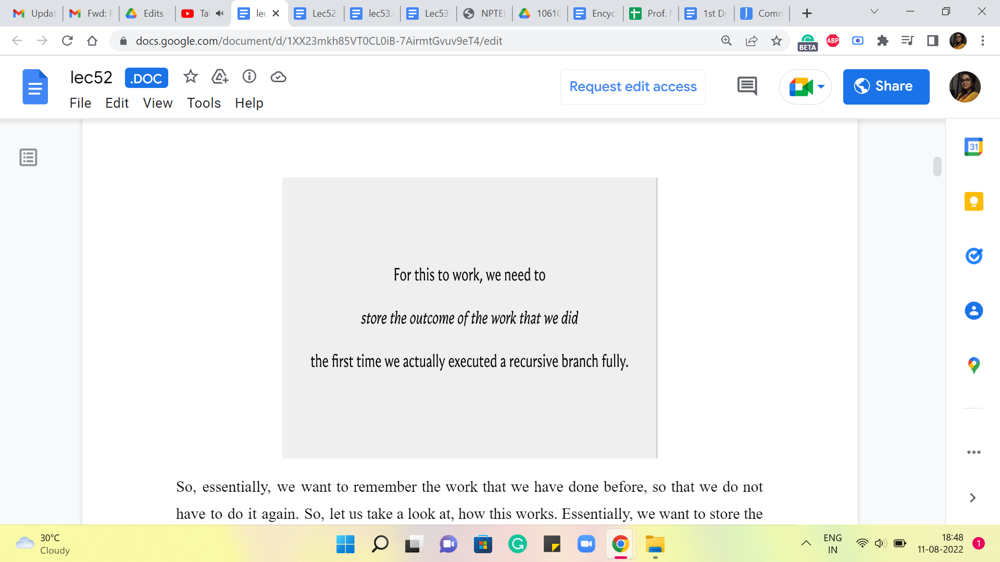 Updat
Fwd: F
Edits -
Tal
lec
Lec52
lec53.
Lec53
NPTEL
10610
Encyc
Prof. N
1st Dr
Comm
docs.google.com/document/d/1XX23mkh85VT0CL0iB-7AirmtGvuv9eT4/edit
BETA
ABP
lec52
.DOC
File Edit View Tools Help
Request edit access
Share
31
For this to work, we need to
store the outcome of the work that we did
the first time we actually executed a recursive branch fully.
So, essentially, we want to remember the work that we have done before, so that we do not
have to do it again. So, let us take a look at, how this works. Essentially, we want to store the
30°C
Cloudy
ENG
IN
18:48
11-08-2022
1